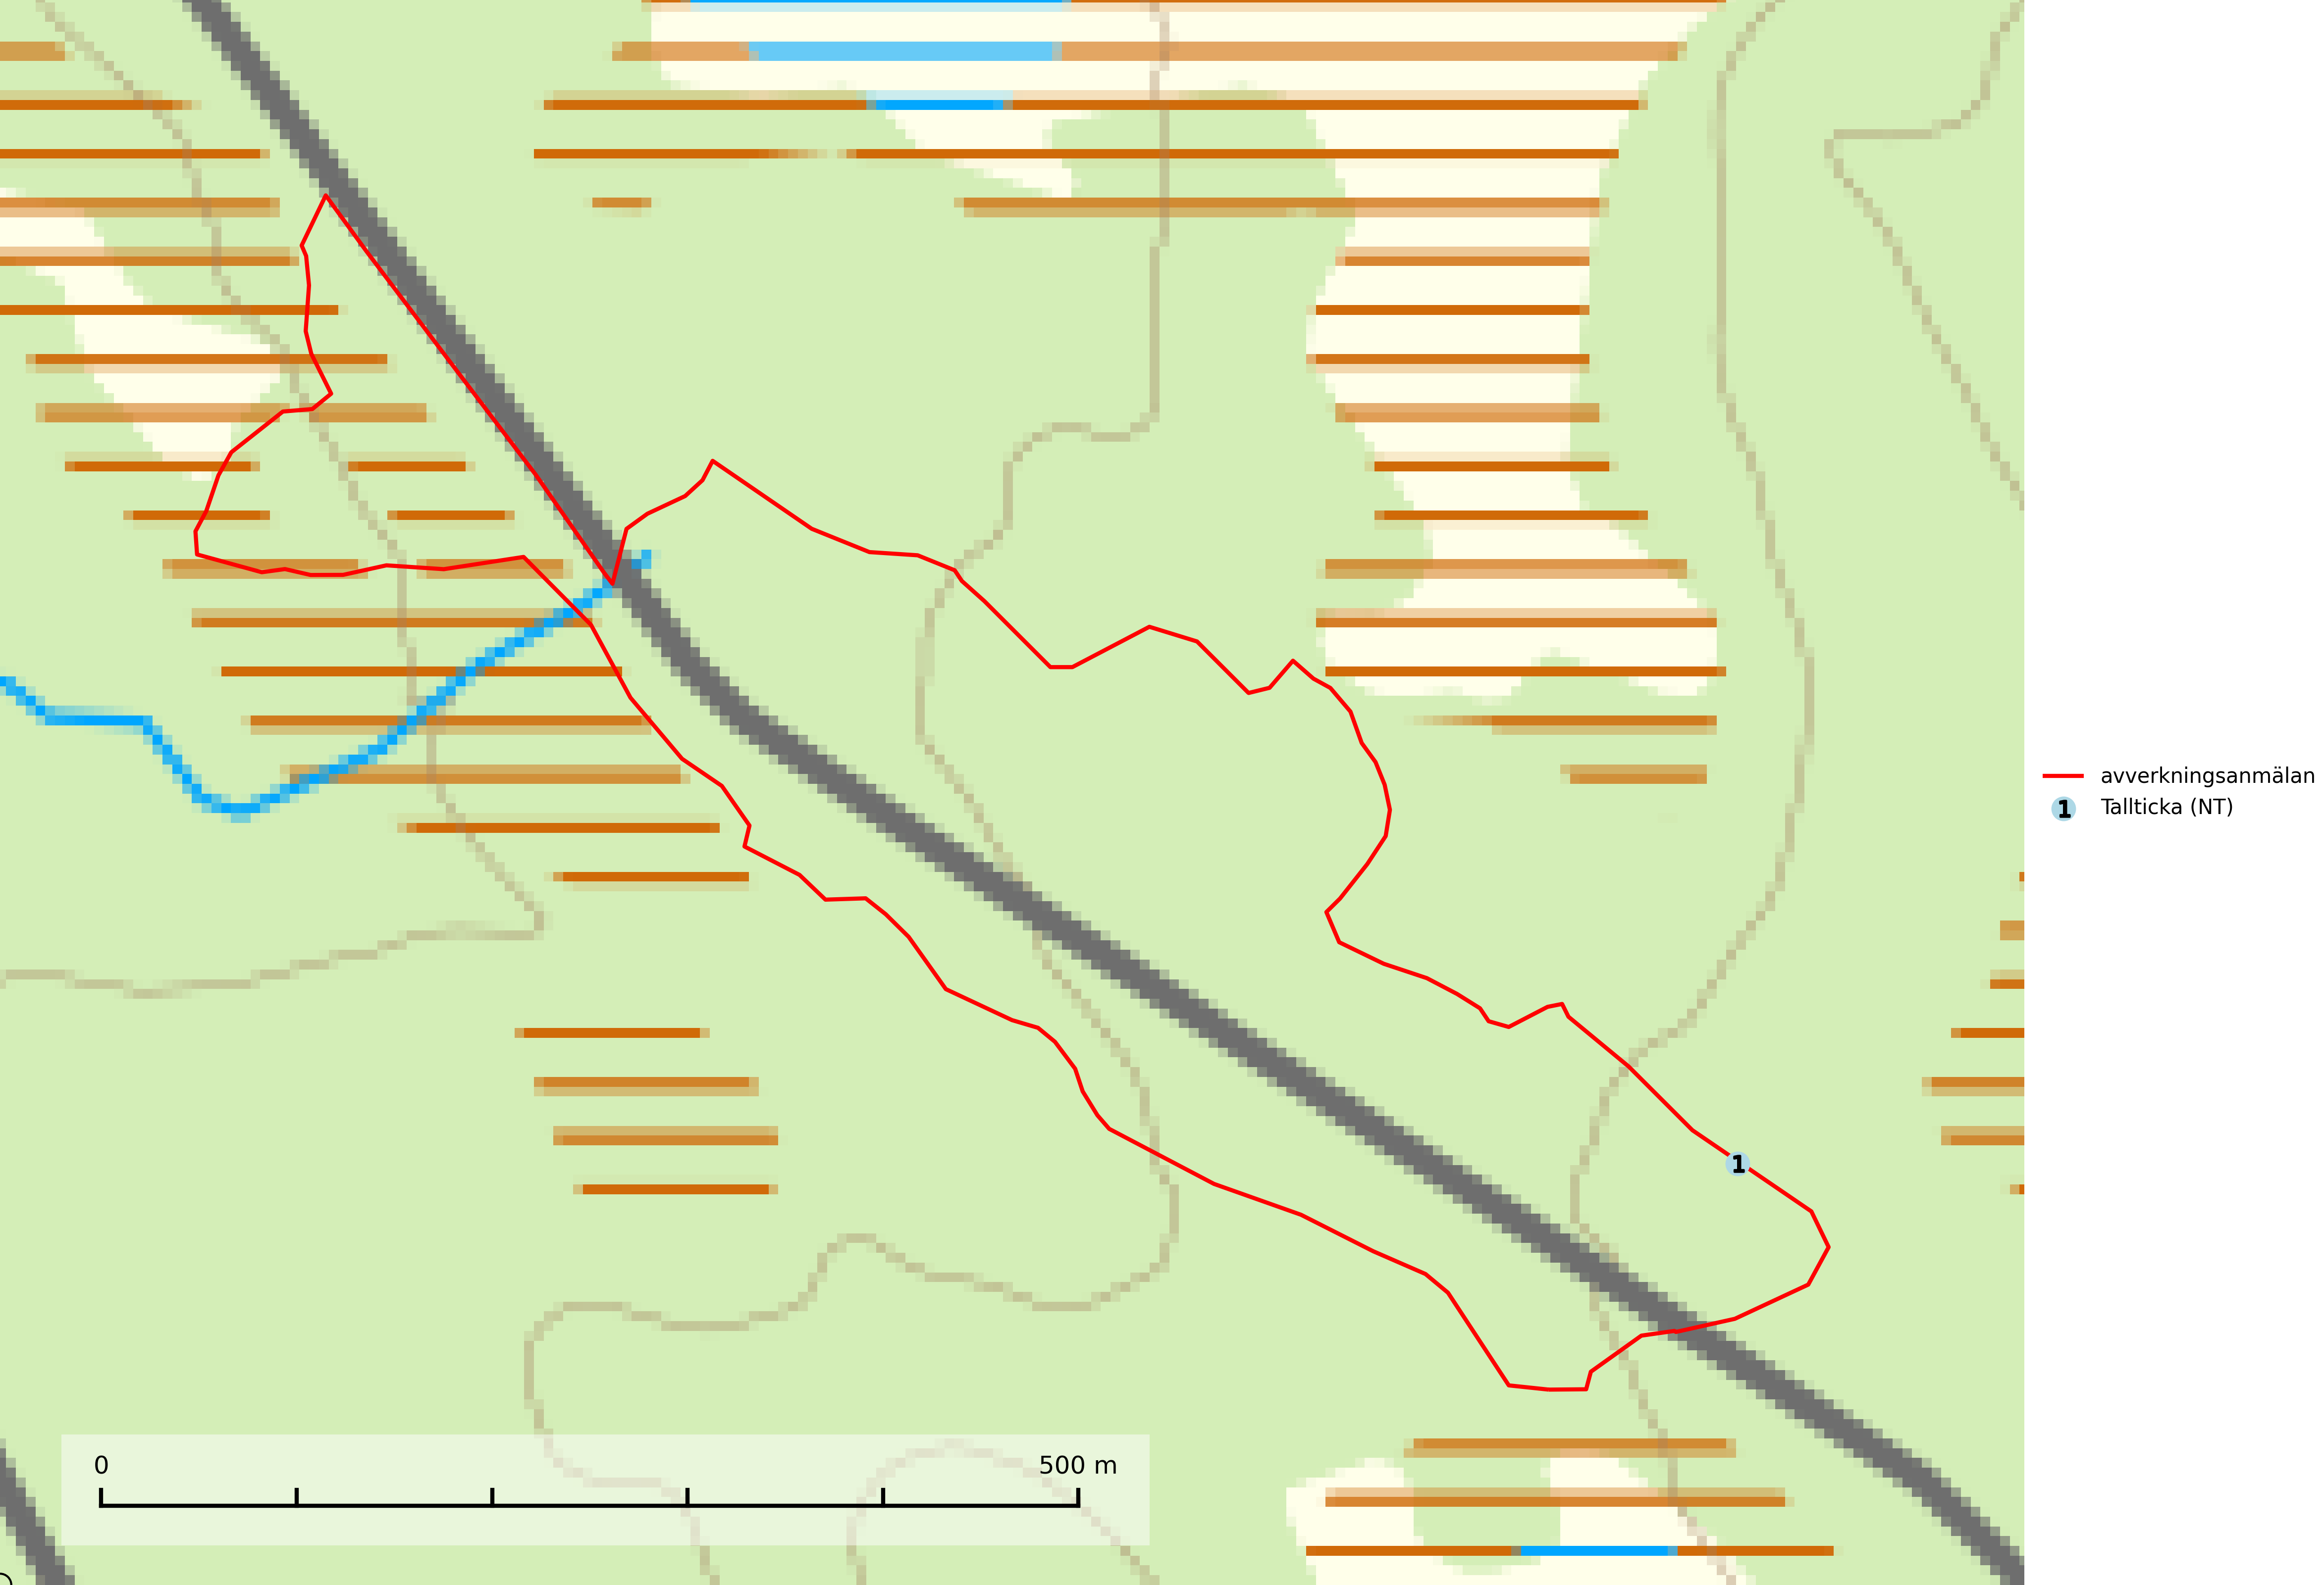 avverkningsanmälan
1 Tallticka (NT)
1
0 500 m